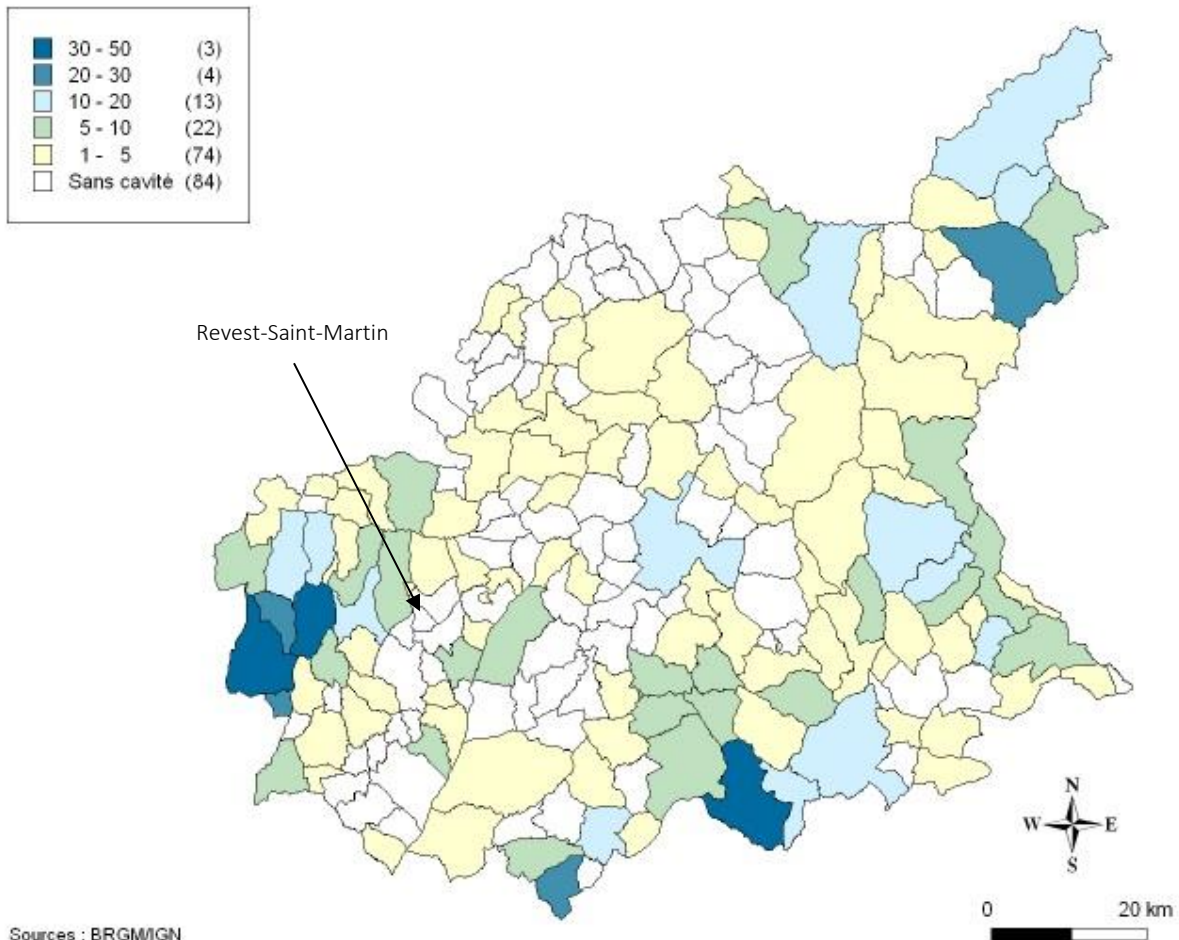 30 - 50 (3)
20 - 30 (4)
10 - 20 (13)
5 - 10 (22)
1 - 5 (74)
Sans cavité (84)
Revest-Saint-Martin
N
W E
S
0 20 km
Sources : BRGM/IGN